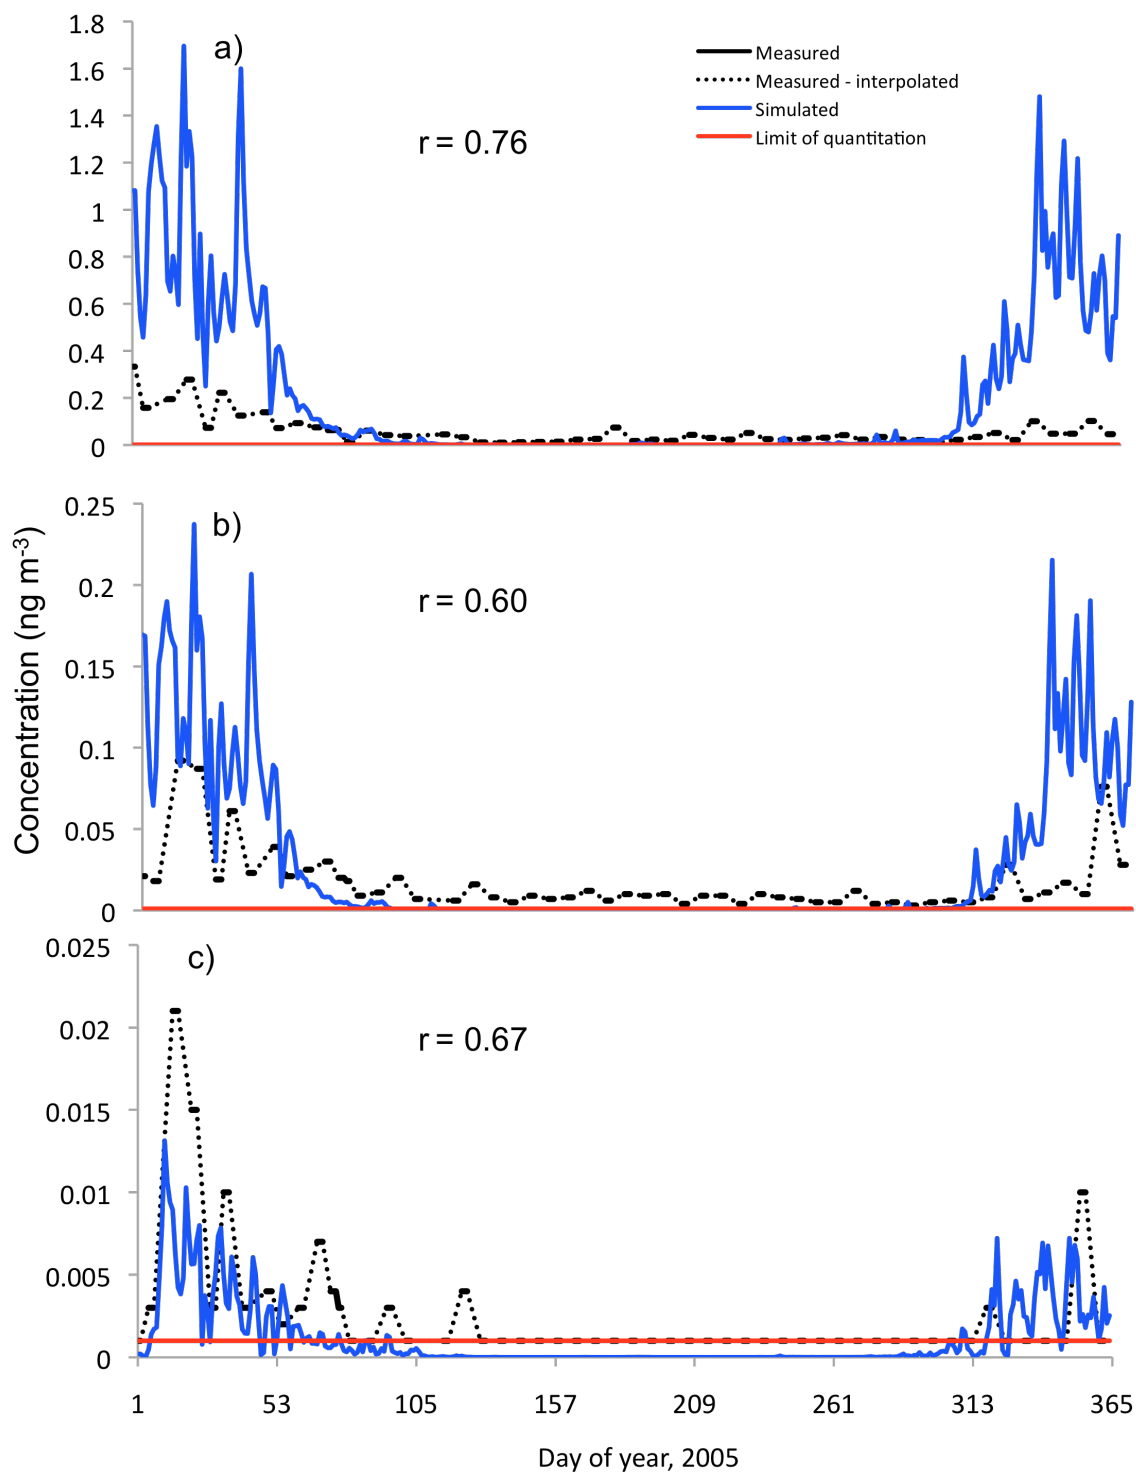 1.8
1.6
1.4
1.2
1
0.8
0.6
0.4
0.2
0
a)
r = 0.76
Measured
Measured - interpolated
Simulated
Limit of quantitation
Concentration (ng m-3)
0.25
0.2
0.15
0.1
0.05
0
b)
r = 0.60
0.025
0.02
0.015
0.01
0.005
0
c)
r = 0.67
1 53 105 157 209 261 313 365
Day of year, 2005